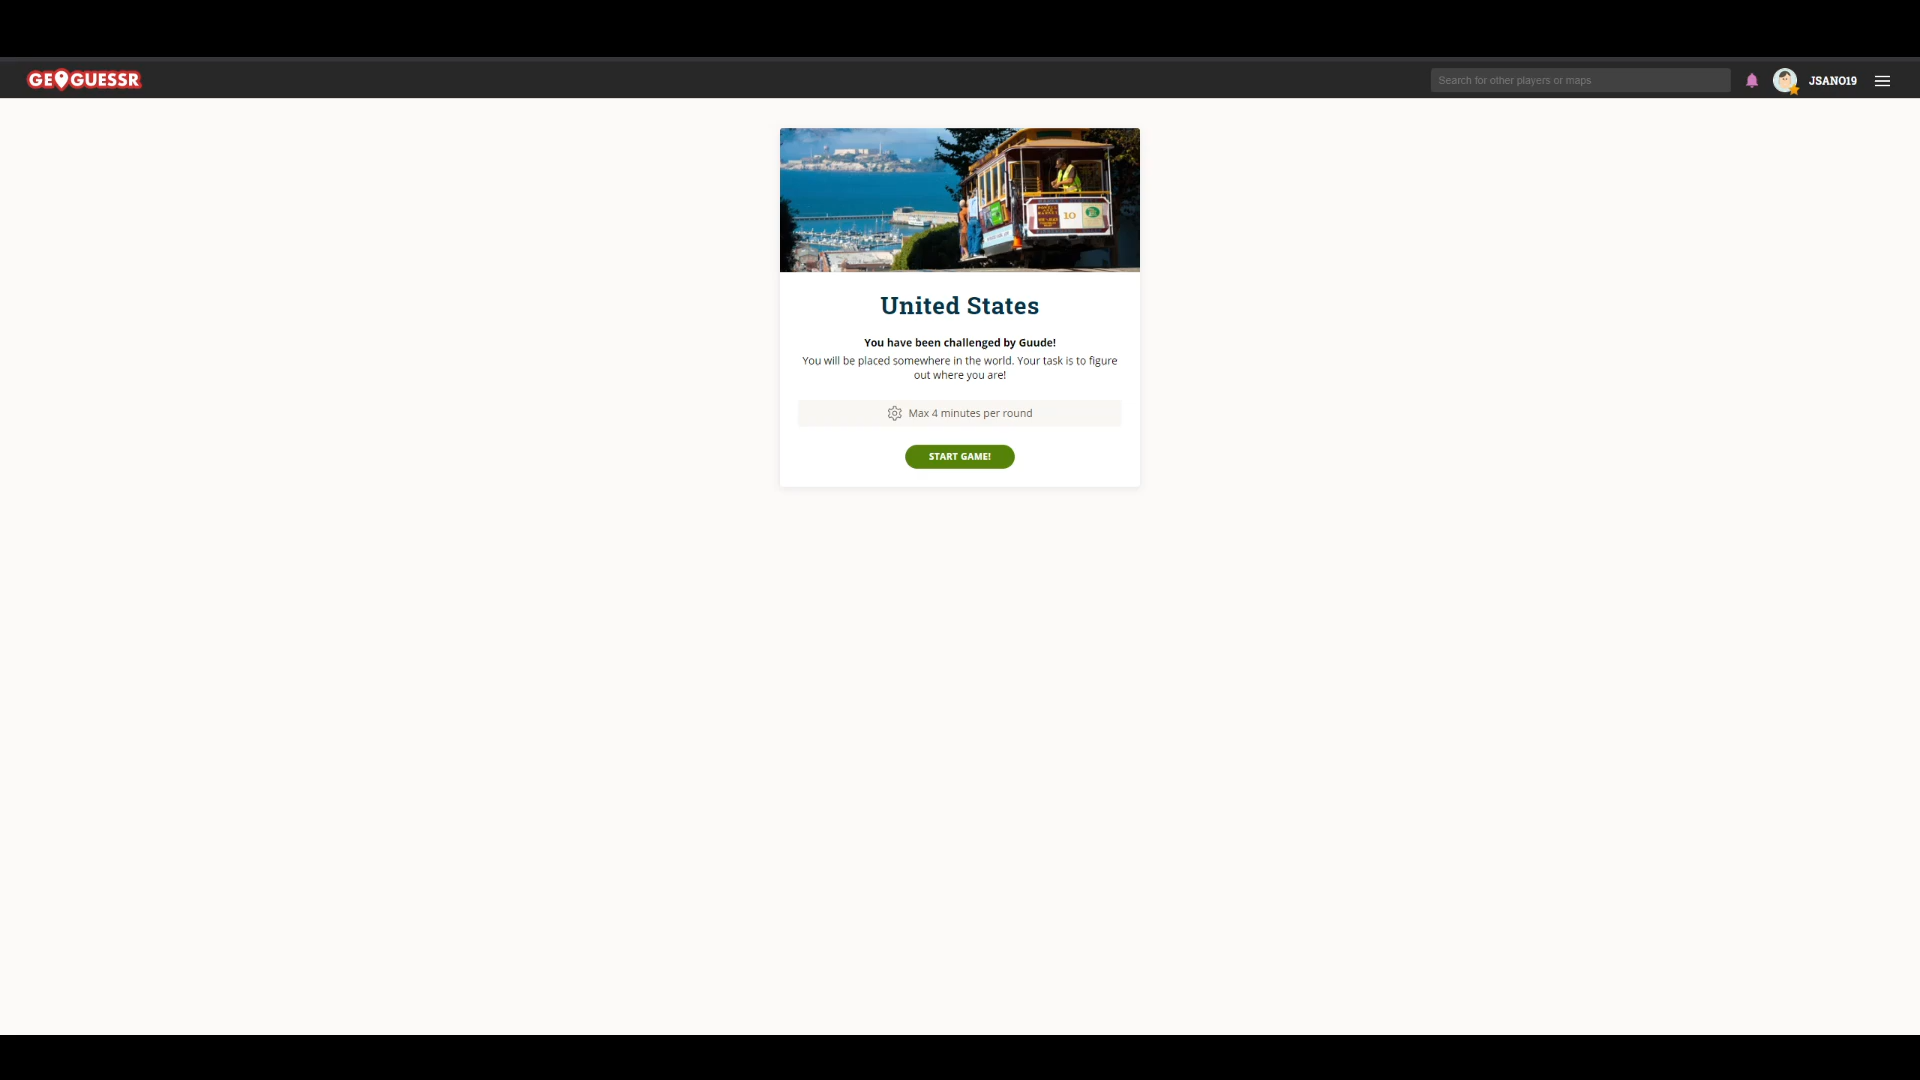 GEOGUESSR
Search for other players or maps
JSANO19
10
United States
You have been challenged by Guude!
You will be placed somewhere in the world. Your task is to figure
out where you are!
Max 4 minutes per round
START GAME!